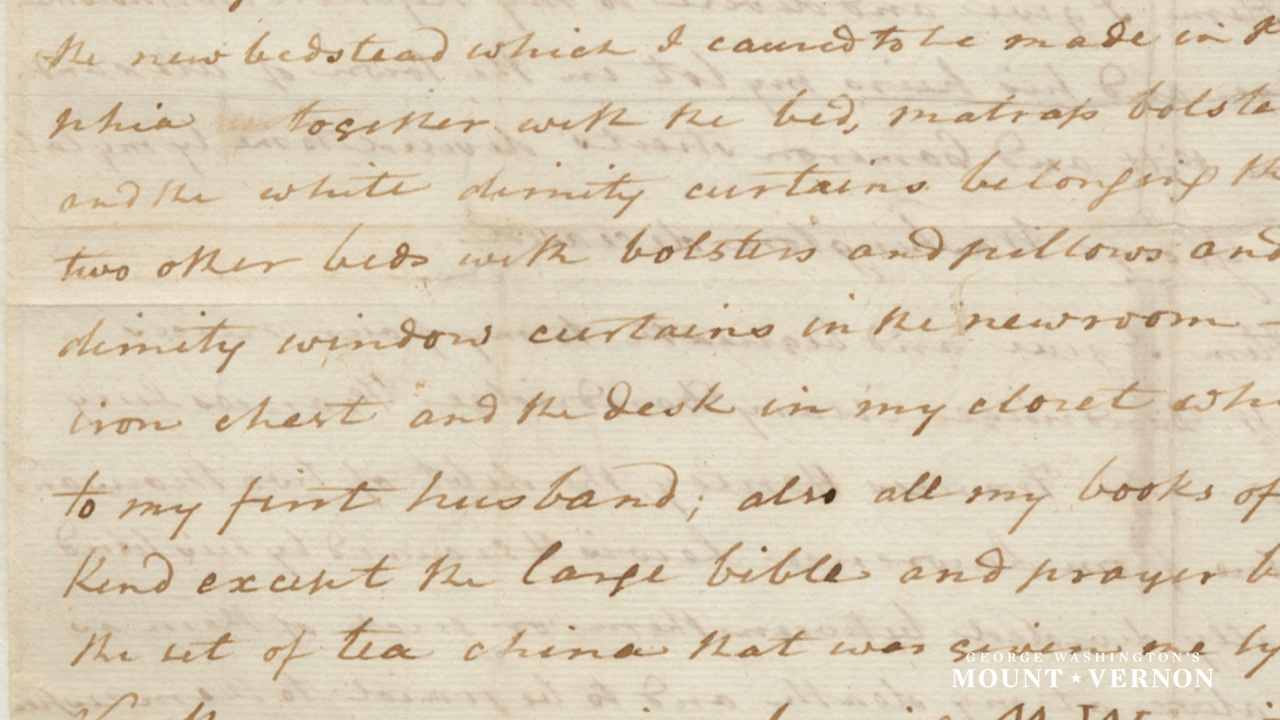 the new bedstead which I caused to be made in P
phia together with the bed, matrass bolste
and the white dimity curtains belonging th
two other beds with bolsters and pillows and
dimity window curtains in the new room
iron chest and the desk in my closet wh
to my first husband; also all my books of
kind except the large bible and prayer b
the set of tea china that was given me by
GEORGE WASHINGTON'S
MOUNT ★ VERNON